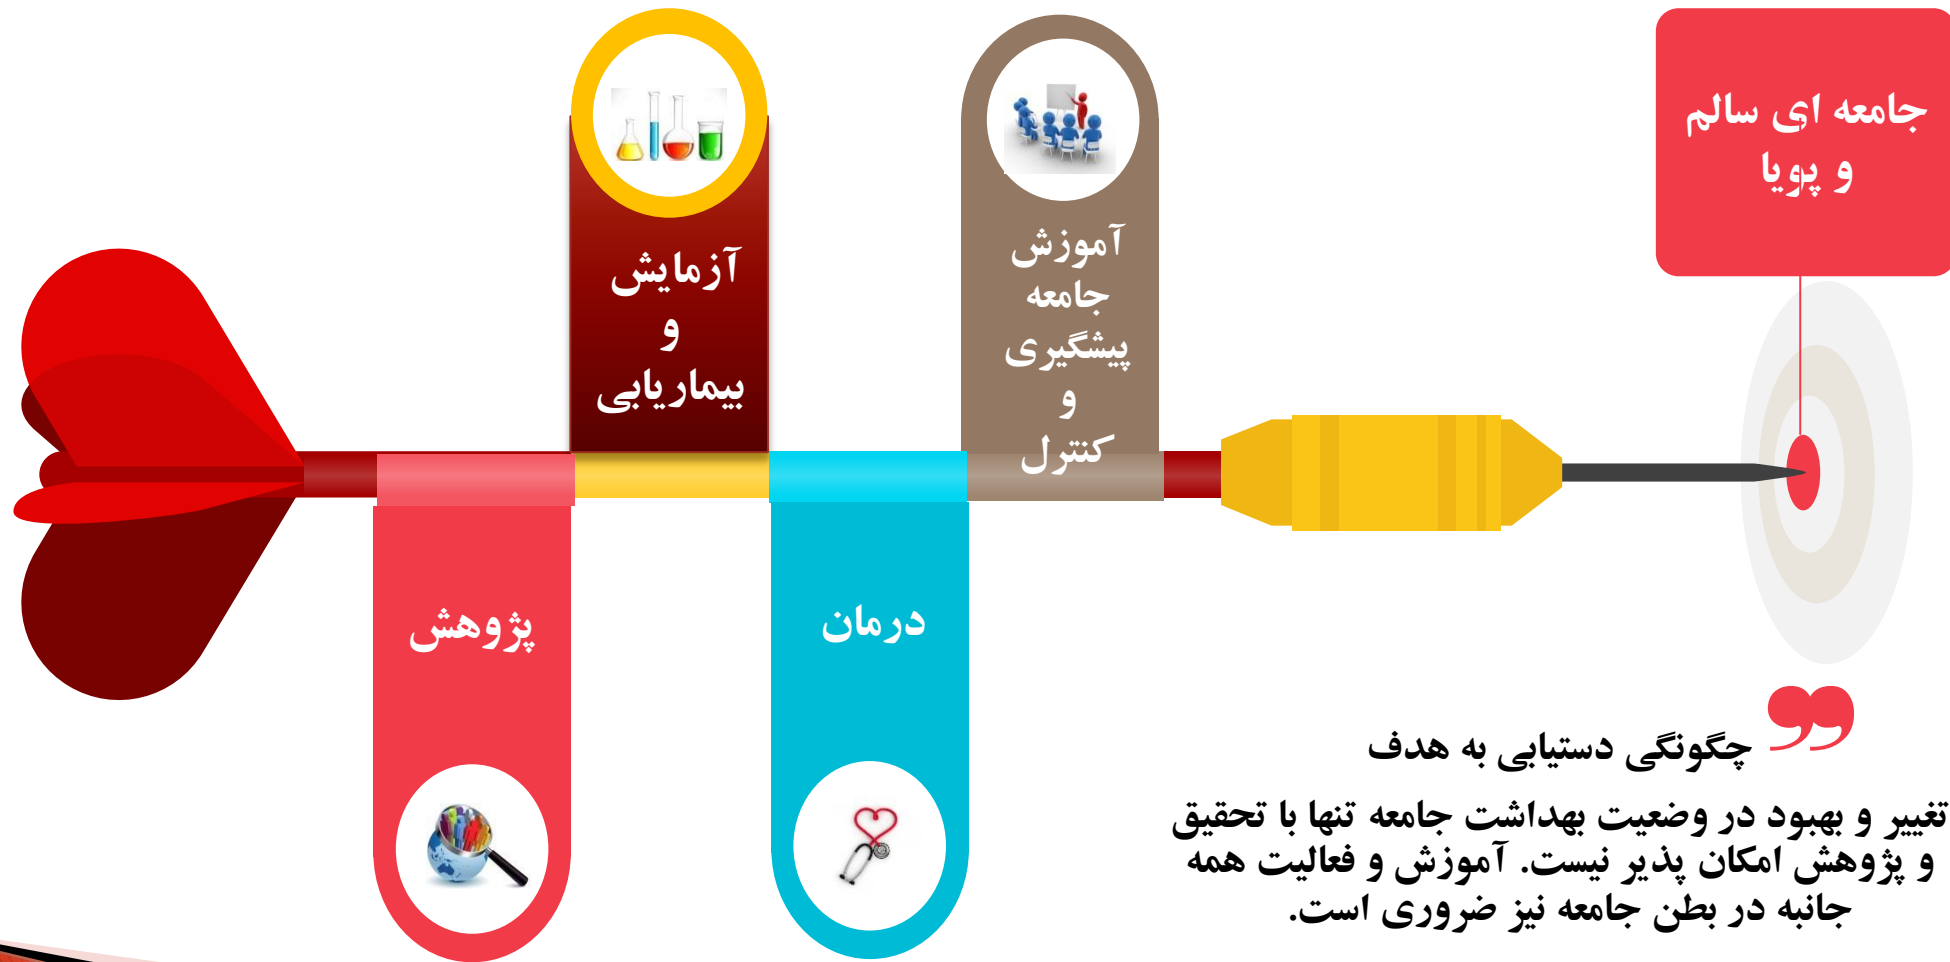 جامعه ای سالم
و پویا
آموزش
جامعه
پیشگیری
و
کنترل
آزمایش
و
بیماریابی
درمان
پژوهش
چگونگی دستیابی به هدف
تغییر و بهبود در وضعیت بهداشت جامعه تنها با تحقیق
و پژوهش امکان پذیر نیست. آموزش و فعالیت همه
جانبه در بطن جامعه نیز ضروری است.